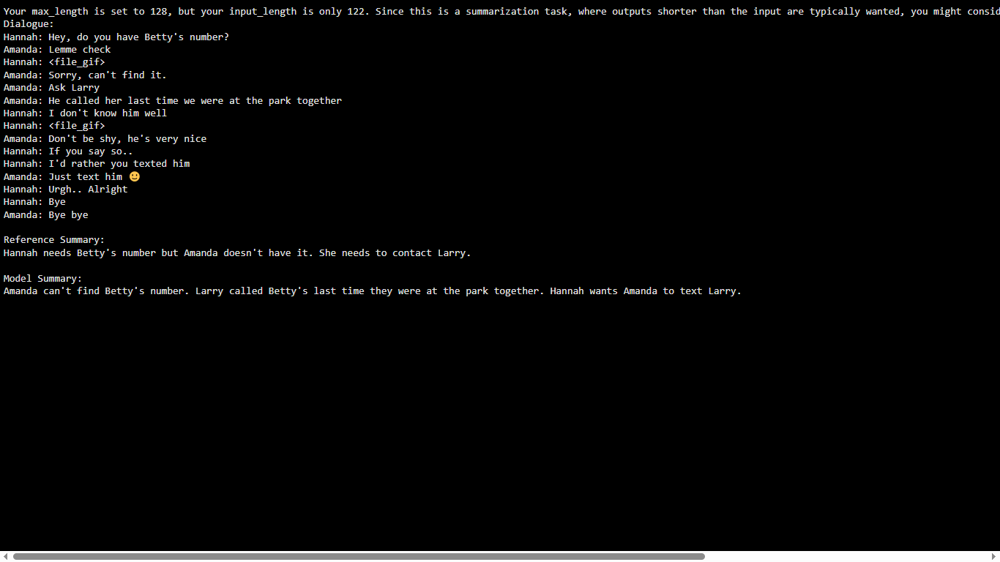 Your max_length is set to 128, but your input_length is only 122. Since this is a summarization task, where outputs shorter than the input are typically wanted, you might
Dialogue:
Hannah: Hey, do you have Betty's number?
Amanda: Lemme check
Hannah: <file_gif>
Amanda: Sorry, can't find it.
Amanda: Ask Larry
Amanda: He called her last time we were at the park together
Hannah: I don't know him well
Hannah: <file_gif>
Amanda: Don't be shy, he's very nice
Hannah: If you say so..
Hannah: I'd rather you texted him
Amanda: Just text him 🙂
Hannah: Urgh.. Alright
Hannah: Bye
Amanda: Bye bye
Reference Summary:
Hannah needs Betty's number but Amanda doesn't have it. She needs to contact Larry.
Model Summary:
Amanda can't find Betty's number. Larry called Betty's last time they were at the park together. Hannah wants Amanda to text Larry.